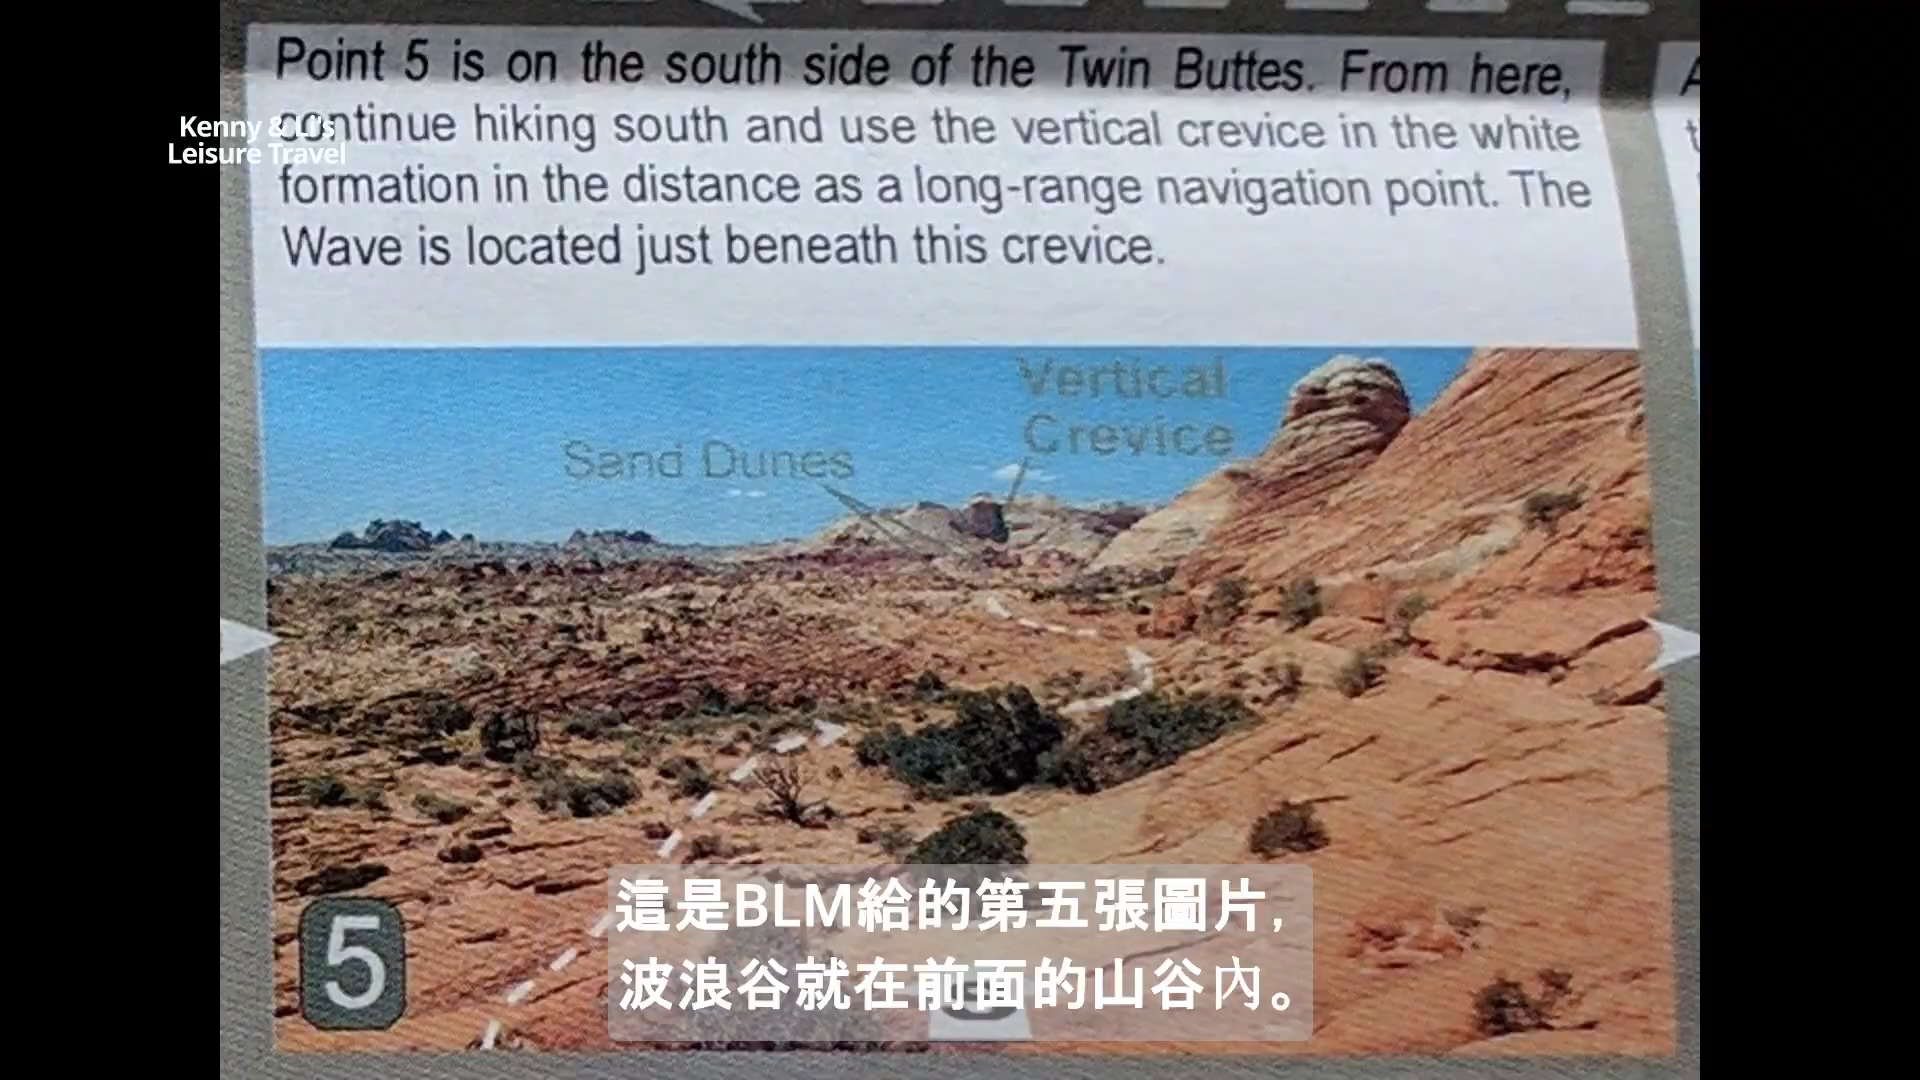 Point 5 is on the south side of the Twin Buttes. From here,
continue hiking south and use the vertical crevice in the white
formation in the distance as a long-range navigation point. The
Wave is located just beneath this crevice.
Kenny & Li's
Leisure Travel
Vertical
Crevice
Sand Dunes
5
這是BLM給的第五張圖片,
波浪谷就在前面的山谷內。